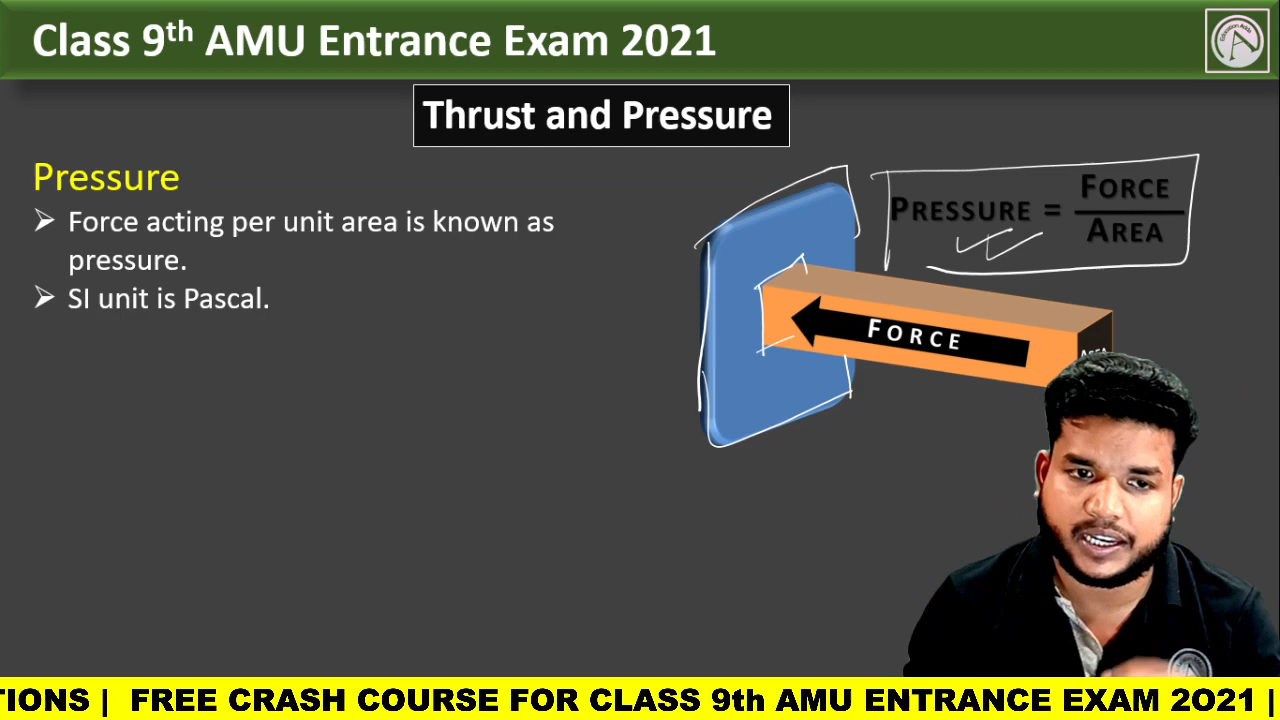 Class 9th AMU Entrance Exam 2021
Thrust and Pressure
Pressure
➢ Force acting per unit area is known as
pressure.
➢ SI unit is Pascal.
PRESSURE = FORCE
AREA
FORCE
TIONS | FREE CRASH COURSE FOR CLASS 9th AMU ENTRANCE EXAM 2021 |